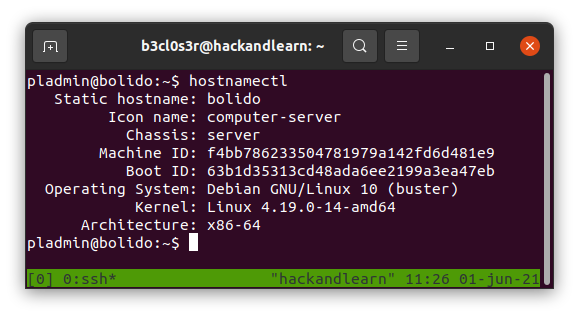 b3cl0s3r@hackandlearn: ~
pladmin@bolido:~$ hostnamectl
   Static hostname: bolido
         Icon name: computer-server
           Chassis: server
        Machine ID: f4bb786233504781979a142fd6d481e9
           Boot ID: 63b1d35313cd48ada6ee2199a3ea47eb
  Operating System: Debian GNU/Linux 10 (buster)
            Kernel: Linux 4.19.0-14-amd64
      Architecture: x86-64
pladmin@bolido:~$
[0] 0:ssh* "hackandlearn" 11:26 01-jun-21